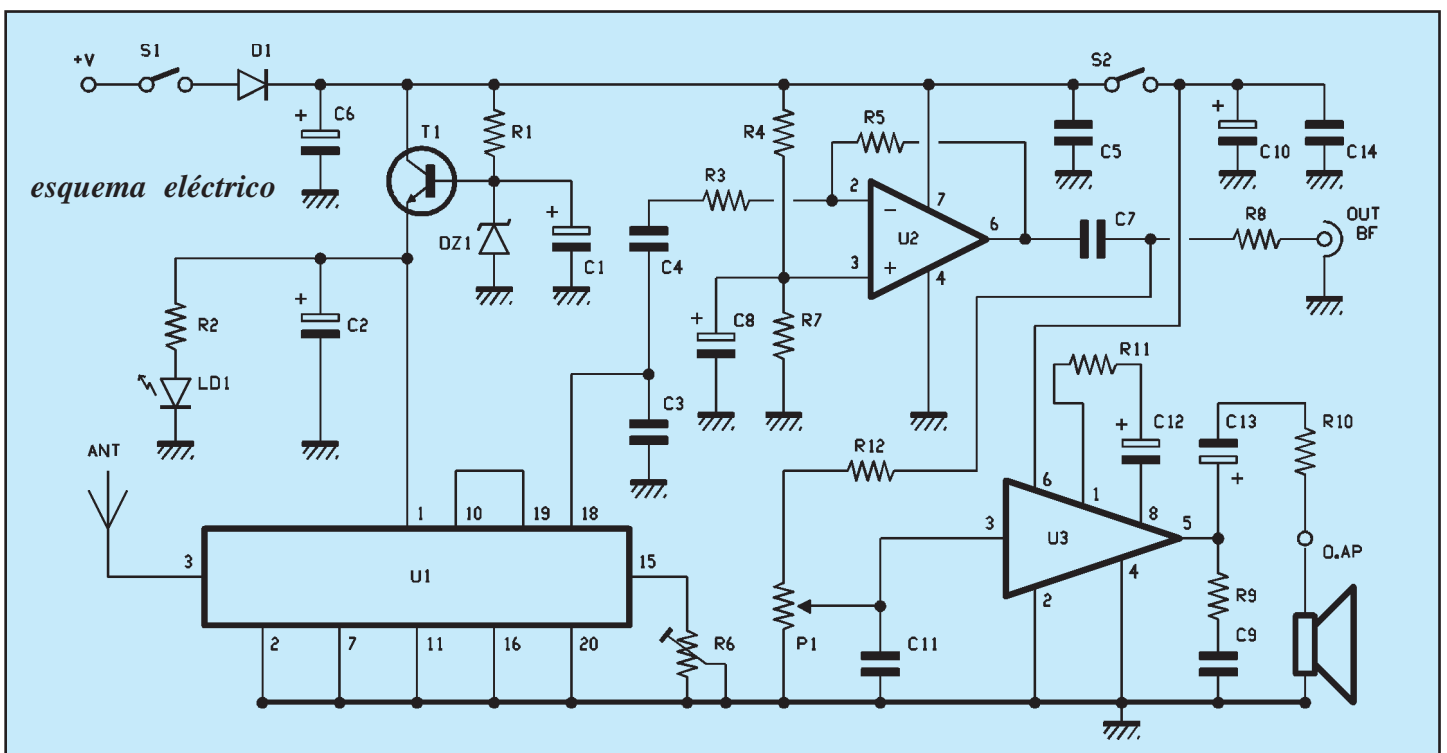 +V
S1
D1
S2
C6
T1
R1
R4
R5
C5
C10
C14
esquema eléctrico
R3
2
7
6
C7
R8
OUT
BF
DZ1
C1
C4
U2
3
4
+
−
R2
C2
C8
R7
LD1
C3
R11
C12
C13
R10
ANT
R12
1
10
19
18
6
1
8
5
3
U1
15
3
U3
4
O.AP
2
R9
2
7
11
16
20
R6
P1
C11
C9
+
+
+
+
+
+